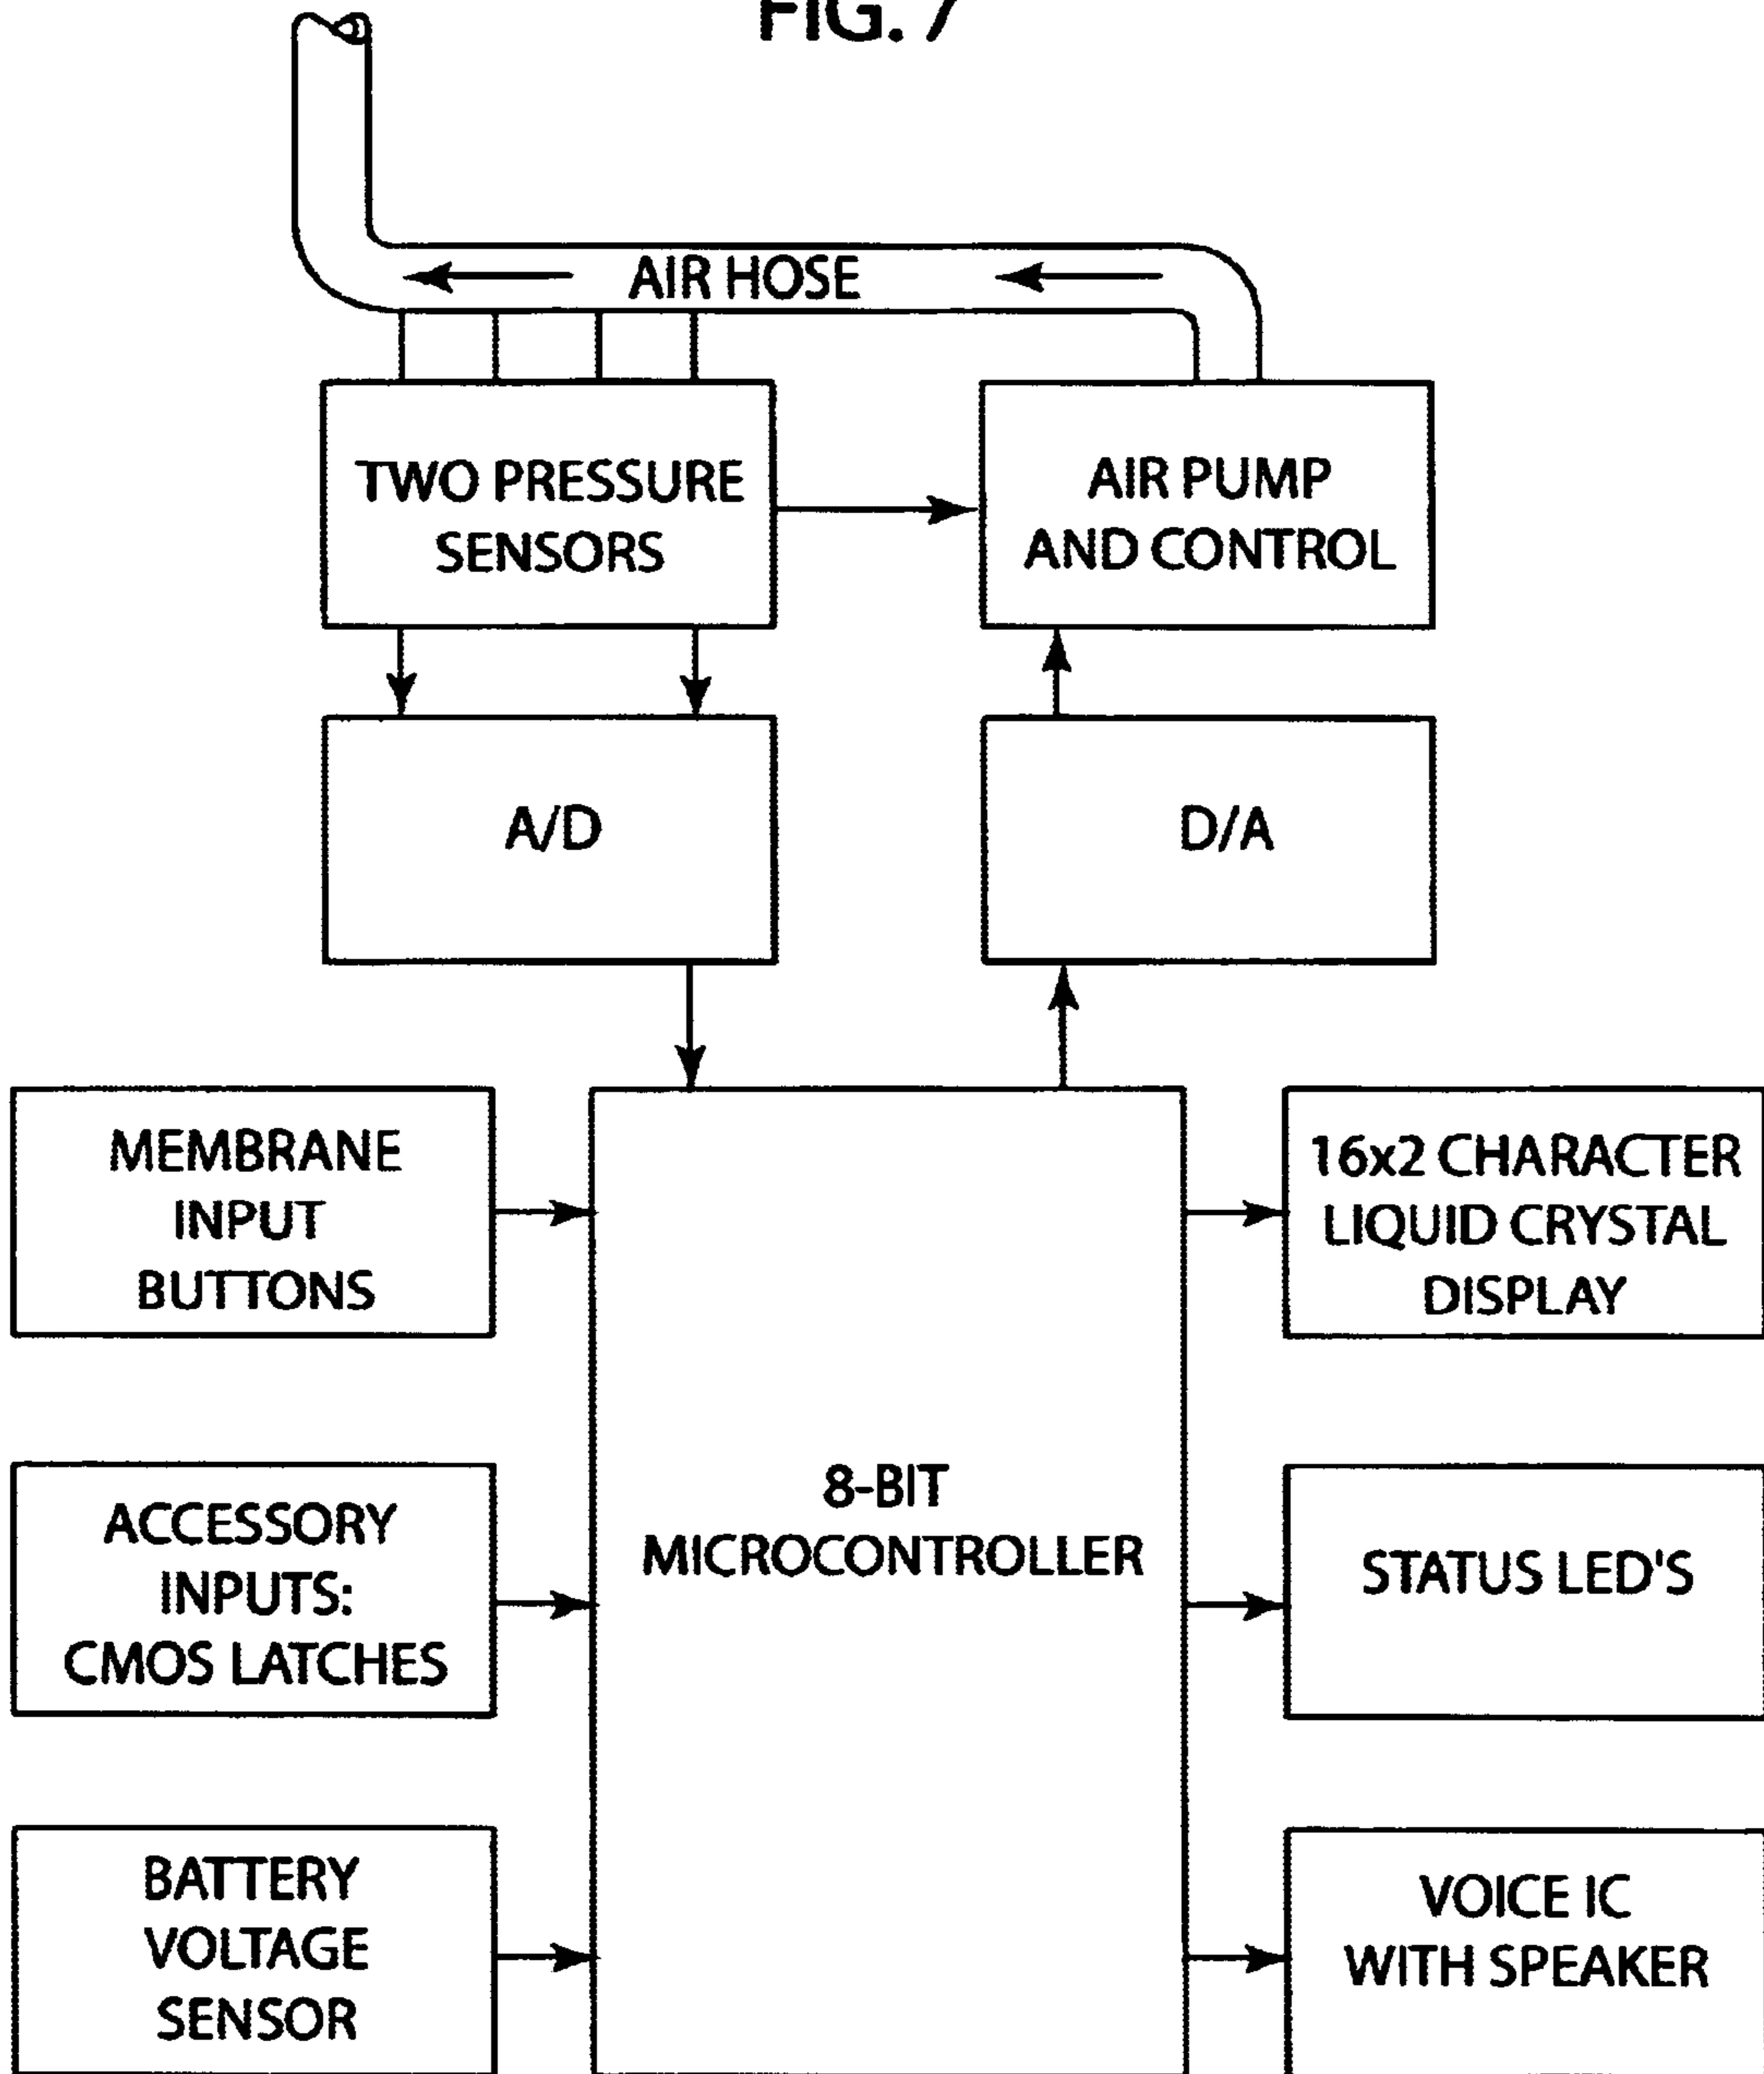 FIG. 7
AIR HOSE
TWO PRESSURE
SENSORS
AIR PUMP
AND CONTROL
A/D
D/A
MEMBRANE
INPUT
BUTTONS
16x2 CHARACTER
LIQUID CRYSTAL
DISPLAY
8-BIT
MICROCONTROLLER
ACCESSORY
INPUTS:
CMOS LATCHES
STATUS LED'S
BATTERY
VOLTAGE
SENSOR
VOICE IC
WITH SPEAKER